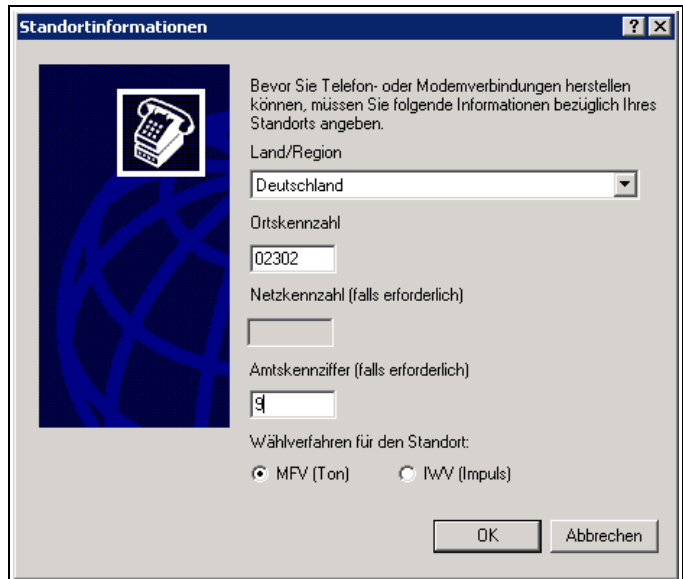 Standortinformationen
Bevor Sie Telefon- oder Modemverbindungen herstellen
können, müssen Sie folgende Informationen bezüglich Ihres
Standorts angeben.
Land/Region
Deutschland
Ortskennzahl
02302
Netzkennzahl (falls erforderlich)
Amtskennziffer (falls erforderlich)
9
Wählverfahren für den Standort:
MFV (Ton) IWV (Impuls)
OK Abbrechen